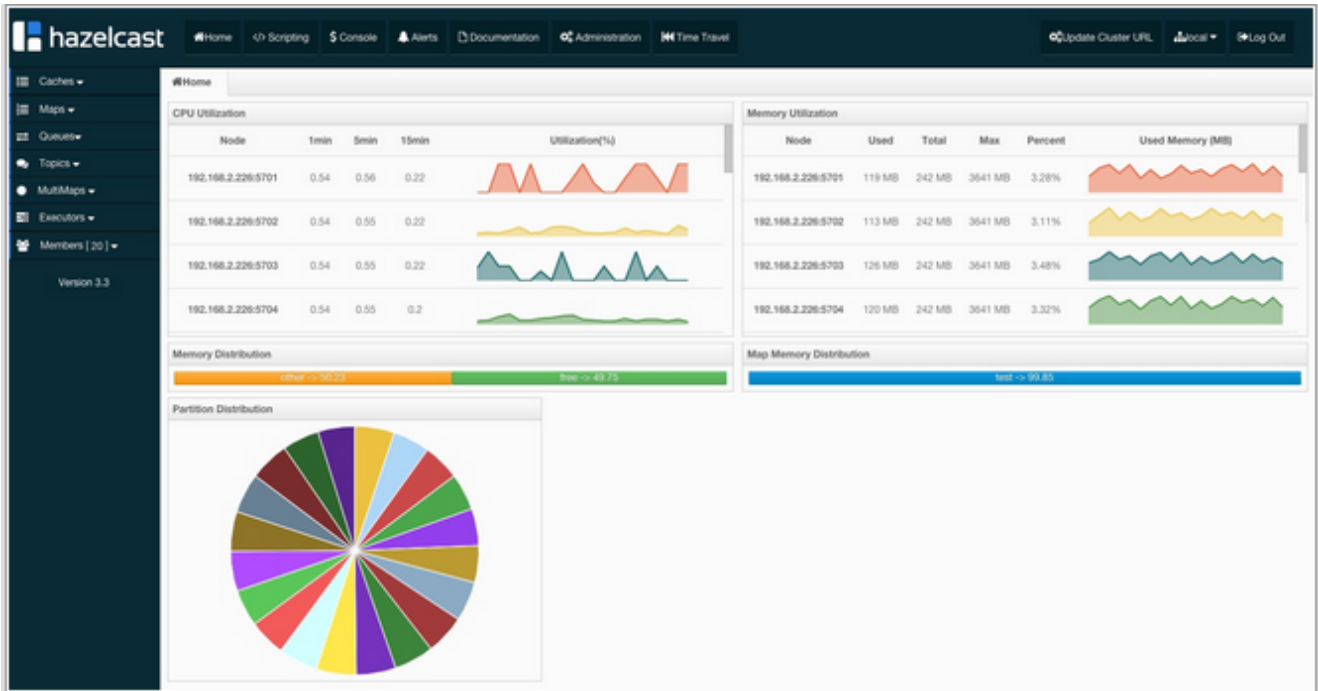 hazelcast
Home
Scripting
$ Console
Alerts
Documentation
Administration
Time Travel
Update Cluster URL
local
Log Out
Caches
Maps
Queues
Topics
MultiMaps
Executors
Members [ 20 ]
Version 3.3
Home
CPU Utilization
Node 1min 5min 15min Utilization(%)
192.168.2.226:5701 0.54 0.56 0.22
192.168.2.226:5702 0.54 0.55 0.22
192.168.2.226:5703 0.54 0.55 0.22
192.168.2.226:5704 0.54 0.55 0.2
Memory Utilization
Node Used Total Max Percent Used Memory (MB)
192.168.2.226:5701 119 MB 242 MB 3641 MB 3.28%
192.168.2.226:5702 113 MB 242 MB 3641 MB 3.11%
192.168.2.226:5703 126 MB 242 MB 3641 MB 3.48%
192.168.2.226:5704 120 MB 242 MB 3641 MB 3.32%
Memory Distribution
other -> 50.23 free -> 49.75
Map Memory Distribution
test -> 99.85
Partition Distribution